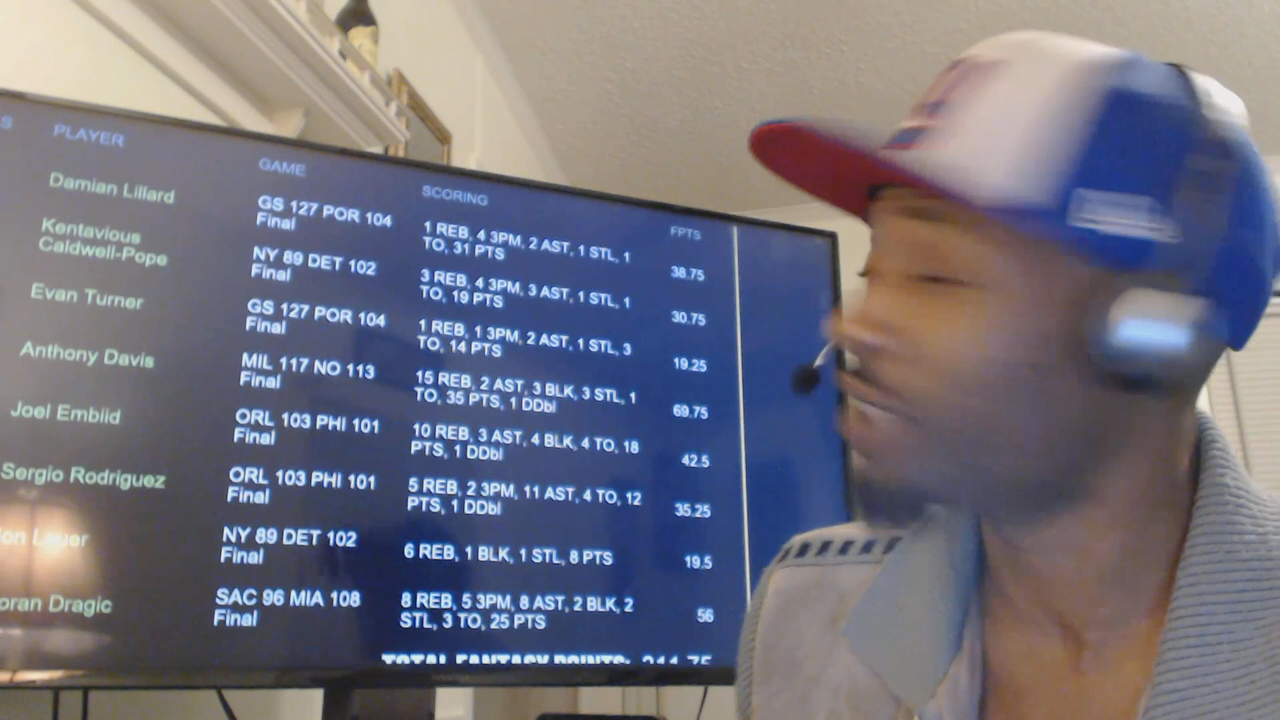 S PLAYER GAME SCORING FPTS
Damian Lillard
GS 127 POR 104
Final
1 REB, 4 3PM, 2 AST, 1 STL, 1
TO, 31 PTS
38.75
Kentavious
Caldwell-Pope
NY 89 DET 102
Final
3 REB, 4 3PM, 3 AST, 1 STL, 1
TO, 19 PTS
30.75
Evan Turner
GS 127 POR 104
Final
1 REB, 1 3PM, 2 AST, 1 STL, 3
TO, 14 PTS
19.25
Anthony Davis
MIL 117 NO 113
Final
15 REB, 2 AST, 3 BLK, 3 STL, 1
TO, 35 PTS, 1 DDbl
69.75
Joel Embiid
ORL 103 PHI 101
Final
10 REB, 3 AST, 4 BLK, 4 TO, 18
PTS, 1 DDbl
42.5
Sergio Rodriguez
ORL 103 PHI 101
Final
5 REB, 2 3PM, 11 AST, 4 TO, 12
PTS, 1 DDbl
35.25
on Leuer
NY 89 DET 102
Final
6 REB, 1 BLK, 1 STL, 8 PTS
19.5
oran Dragic
SAC 96 MIA 108
Final
8 REB, 5 3PM, 8 AST, 2 BLK, 2
STL, 3 TO, 25 PTS
56
TOTAL FANTASY POINTS: